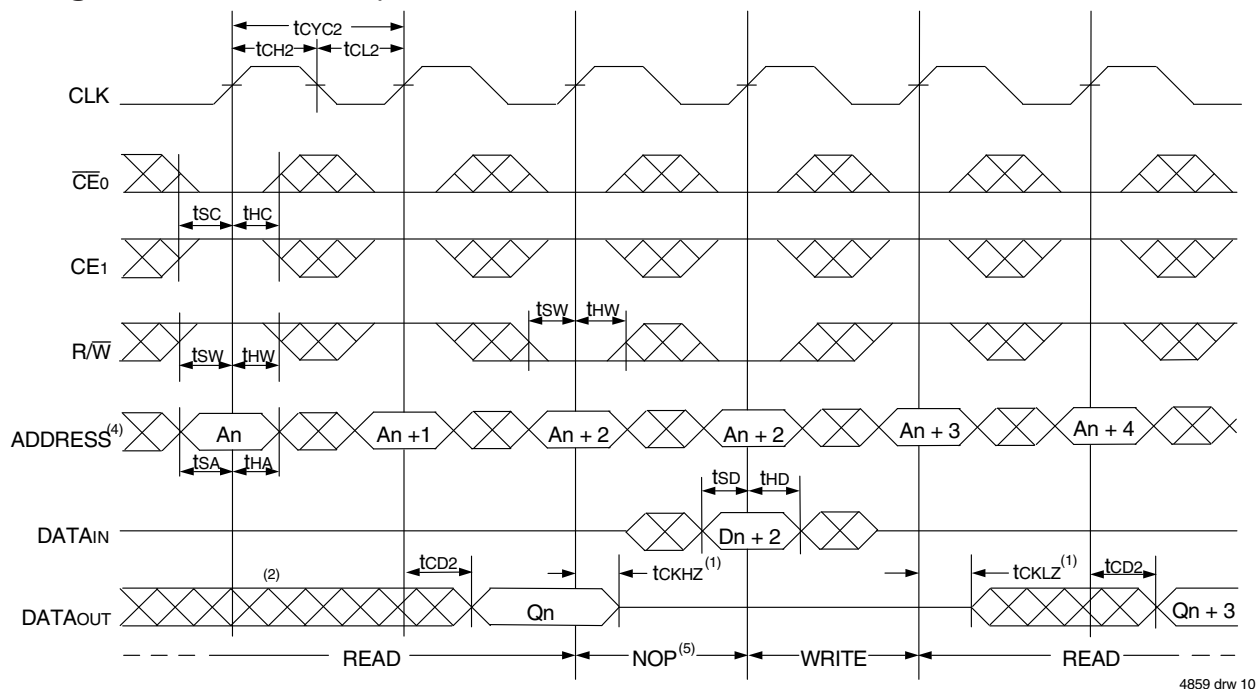 tCYC2
tCH2 tCL2
CLK
CE0
tSC tHC
CE1
tSW tHW
R/W
tSW tHW
ADDRESS(4) An An +1 An + 2 An + 2 An + 3 An + 4
tSA tHA
tSD tHD
DATAIN Dn + 2
tCD2 tCKHZ(1) tCKLZ(1) tCD2
(2)
DATAOUT Qn Qn + 3
READ NOP(5) WRITE READ
4859 drw 10